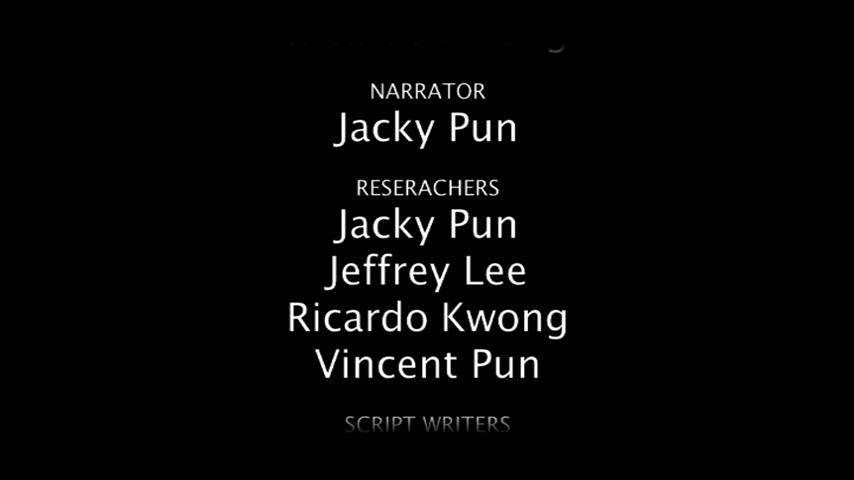 NARRATOR
Jacky Pun
RESERACHERS
Jacky Pun
Jeffrey Lee
Ricardo Kwong
Vincent Pun
SCRIPT WRITERS